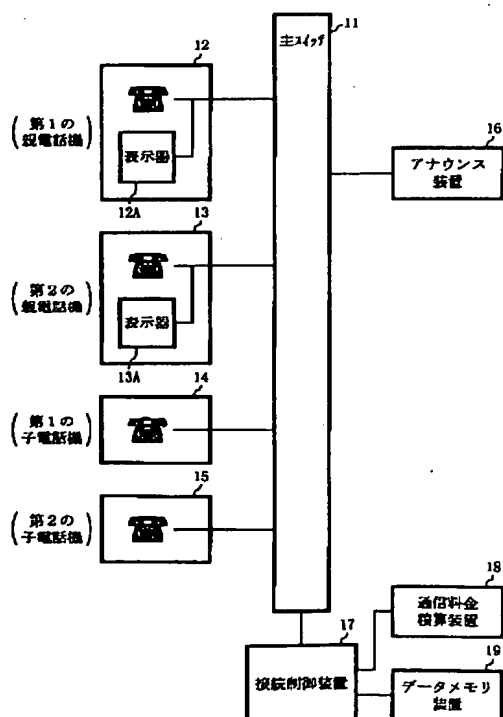 11
主スイッチ
12
(第1の
親電話機)
表示器
12A
16
アナウンス
装置
13
(第2の
親電話機)
表示器
13A
14
(第1の
子電話機)
15
(第2の
子電話機)
18
通信料金
積算装置
17
接続制御装置
19
データメモリ
装置